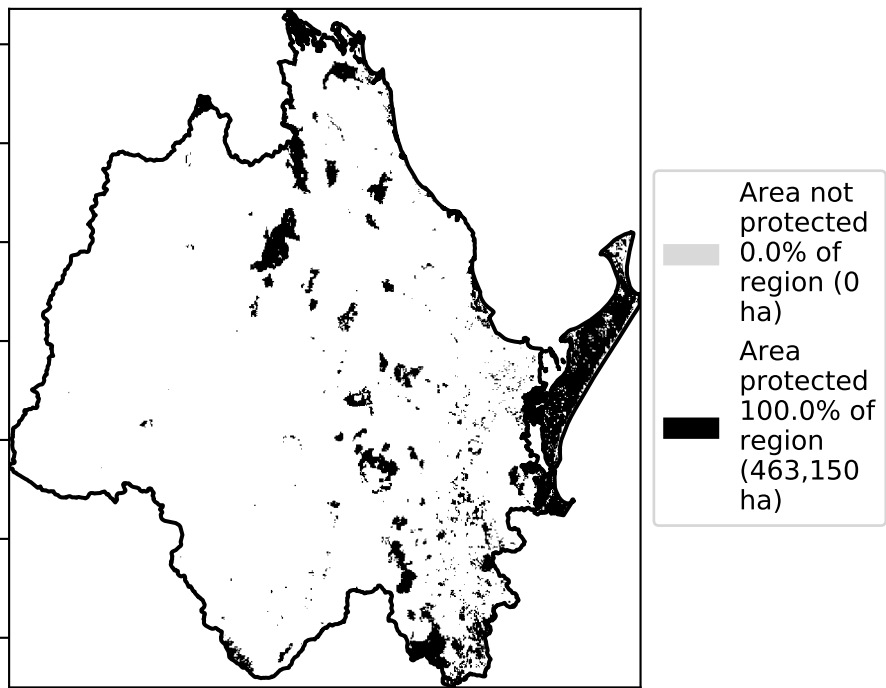 Area not
protected
0.0% of
region (0
ha)
Area
protected
100.0% of
region
(463,150
ha)